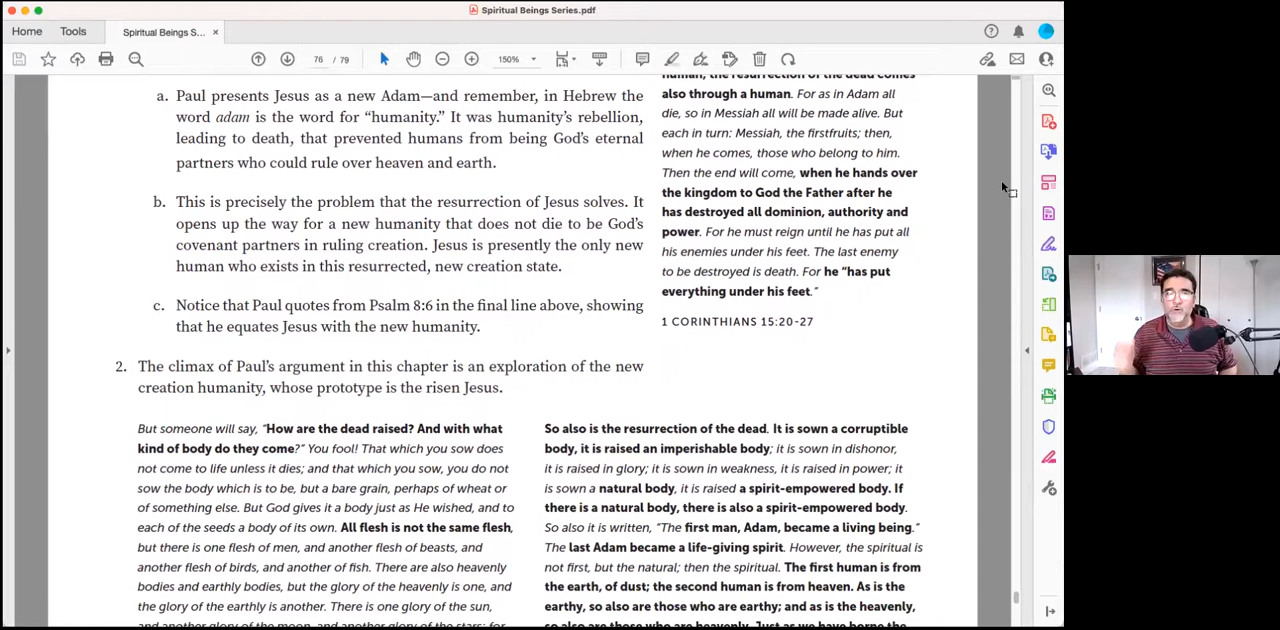 Spiritual Beings Series.pdf
Home
Tools
Spiritual Beings S...
76 / 79
150%
a. Paul presents Jesus as a new Adam—and remember, in Hebrew the
word adam is the word for “humanity.” It was humanity’s rebellion,
leading to death, that prevented humans from being God’s eternal
partners who could rule over heaven and earth.
b. This is precisely the problem that the resurrection of Jesus solves. It
opens up the way for a new humanity that does not die to be God’s
covenant partners in ruling creation. Jesus is presently the only new
human who exists in this resurrected, new creation state.
c. Notice that Paul quotes from Psalm 8:6 in the final line above, showing
that he equates Jesus with the new humanity.
2. The climax of Paul’s argument in this chapter is an exploration of the new
creation humanity, whose prototype is the risen Jesus.
human, the resurrection of the dead comes
also through a human. For as in Adam all
die, so in Messiah all will be made alive. But
each in turn: Messiah, the firstfruits; then,
when he comes, those who belong to him.
Then the end will come, when he hands over
the kingdom to God the Father after he
has destroyed all dominion, authority and
power. For he must reign until he has put all
his enemies under his feet. The last enemy
to be destroyed is death. For he “has put
everything under his feet.”
1 CORINTHIANS 15:20-27
But someone will say, “How are the dead raised? And with what
kind of body do they come?” You fool! That which you sow does
not come to life unless it dies; and that which you sow, you do not
sow the body which is to be, but a bare grain, perhaps of wheat or
of something else. But God gives it a body just as He wished, and to
each of the seeds a body of its own. All flesh is not the same flesh,
but there is one flesh of men, and another flesh of beasts, and
another flesh of birds, and another of fish. There are also heavenly
bodies and earthly bodies, but the glory of the heavenly is one, and
the glory of the earthly is another. There is one glory of the sun,
and another glory of the moon, and another glory of the stars; for
So also is the resurrection of the dead. It is sown a corruptible
body, it is raised an imperishable body; it is sown in dishonor,
it is raised in glory; it is sown in weakness, it is raised in power; it
is sown a natural body, it is raised a spirit-empowered body. If
there is a natural body, there is also a spirit-empowered body.
So also it is written, “The first man, Adam, became a living being.”
The last Adam became a life-giving spirit. However, the spiritual is
not first, but the natural; then the spiritual. The first human is from
the earth, of dust; the second human is from heaven. As is the
earthy, so also are those who are earthy; and as is the heavenly,
so also are those who are heavenly. Just as we have borne the